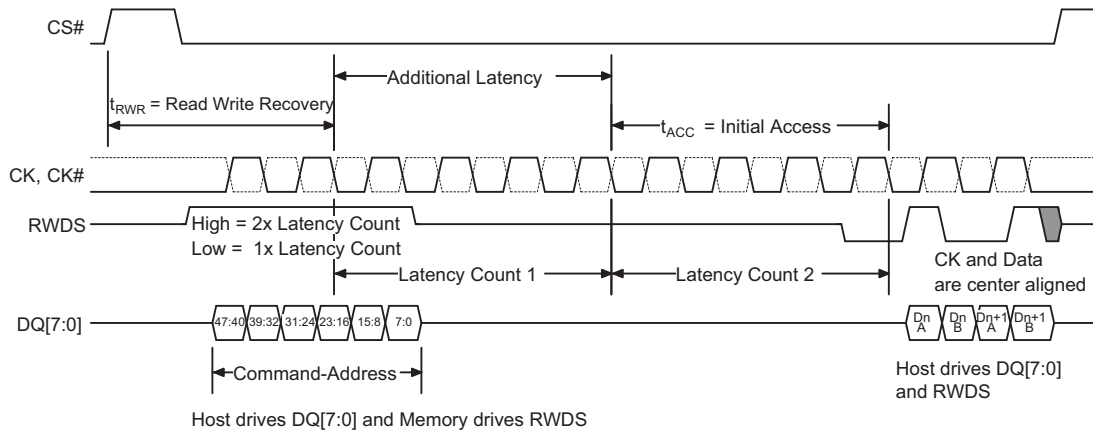 CS#
Additional Latency
tRWR = Read Write Recovery
tACC = Initial Access
CK, CK#
RWDS
High = 2x Latency Count
Low = 1x Latency Count
Latency Count 1
Latency Count 2
CK and Data
are center aligned
DQ[7:0]
47:40 39:32 31:24 23:16 15:8 7:0
Dn Dn Dn+1 Dn+1
A B A B
Command-Address
Host drives DQ[7:0]
and RWDS
Host drives DQ[7:0] and Memory drives RWDS